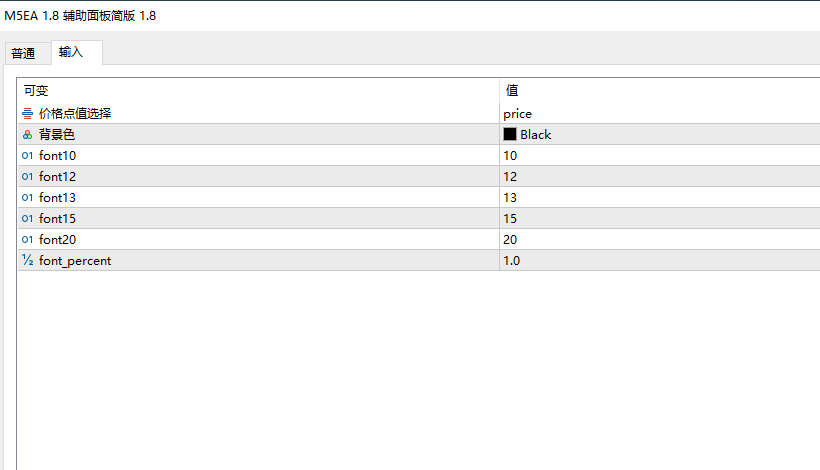 M5EA 1.8 辅助面板简版 1.8
普通 输入
可变 值
价格点值选择 price
背景色 Black
01 font10 10
01 font12 12
01 font13 13
01 font15 15
01 font20 20
½ font_percent 1.0